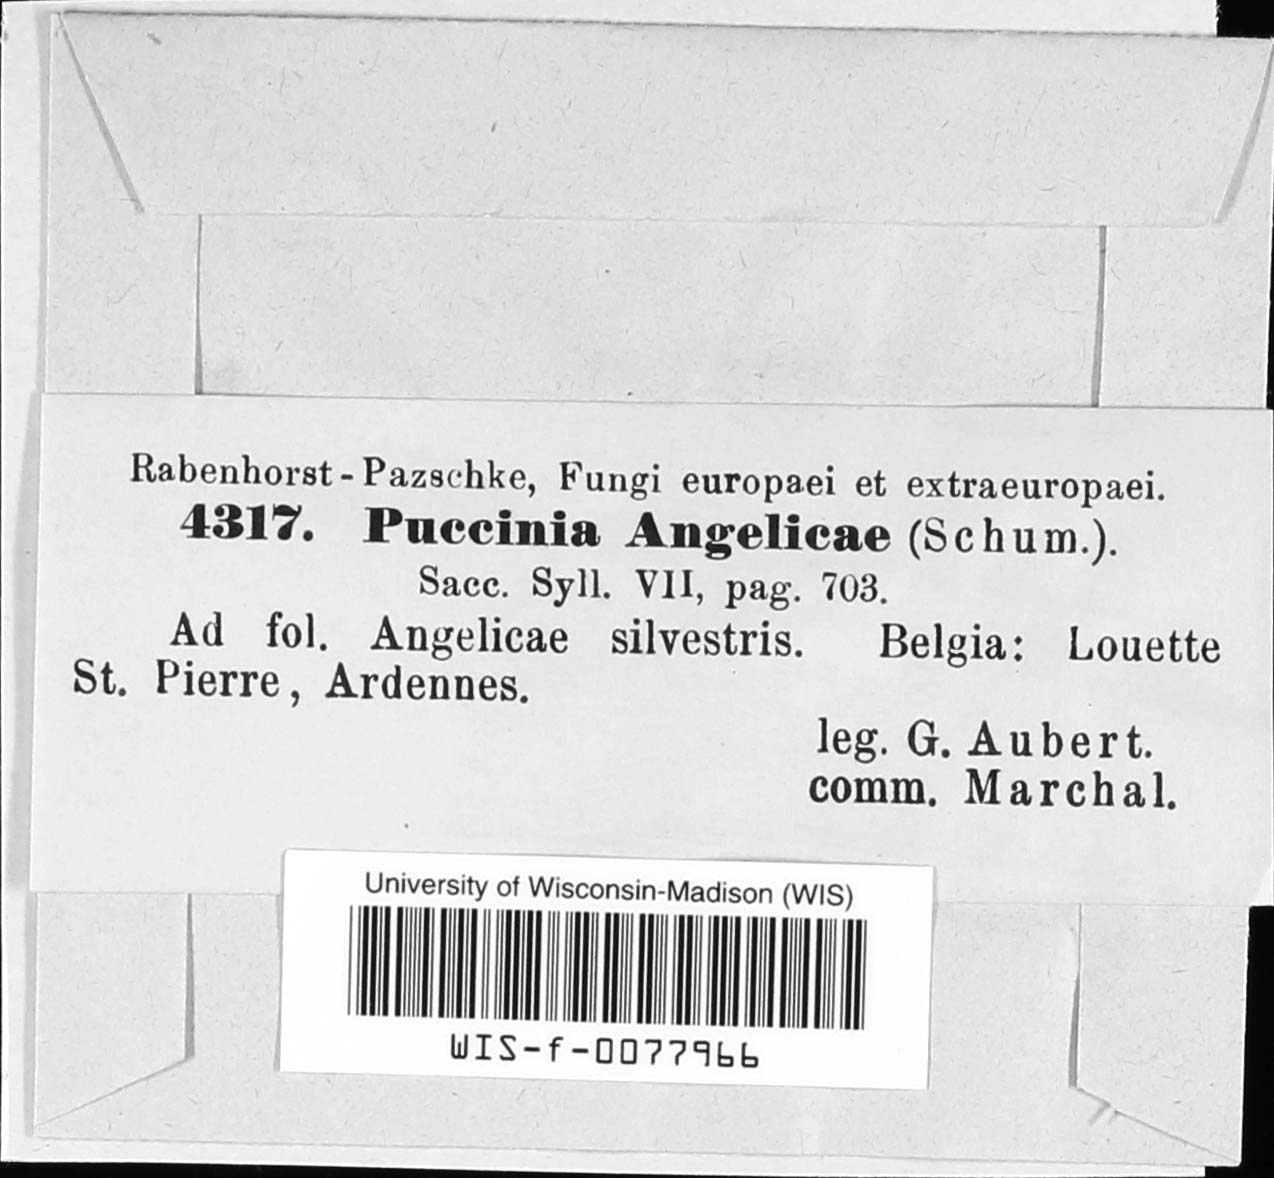 Rabenhorst-Pazschke, Fungi europaei et extraeuropaei.
4317. Puccinia Angelicae (Schum.).
Sacc. Syll. VII, pag. 703.
Ad fol. Angelicae silvestris. Belgia: Louette
St. Pierre, Ardennes.
leg. G. Aubert.
comm. Marchal.
University of Wisconsin-Madison (WIS)
WIS-f-0077966